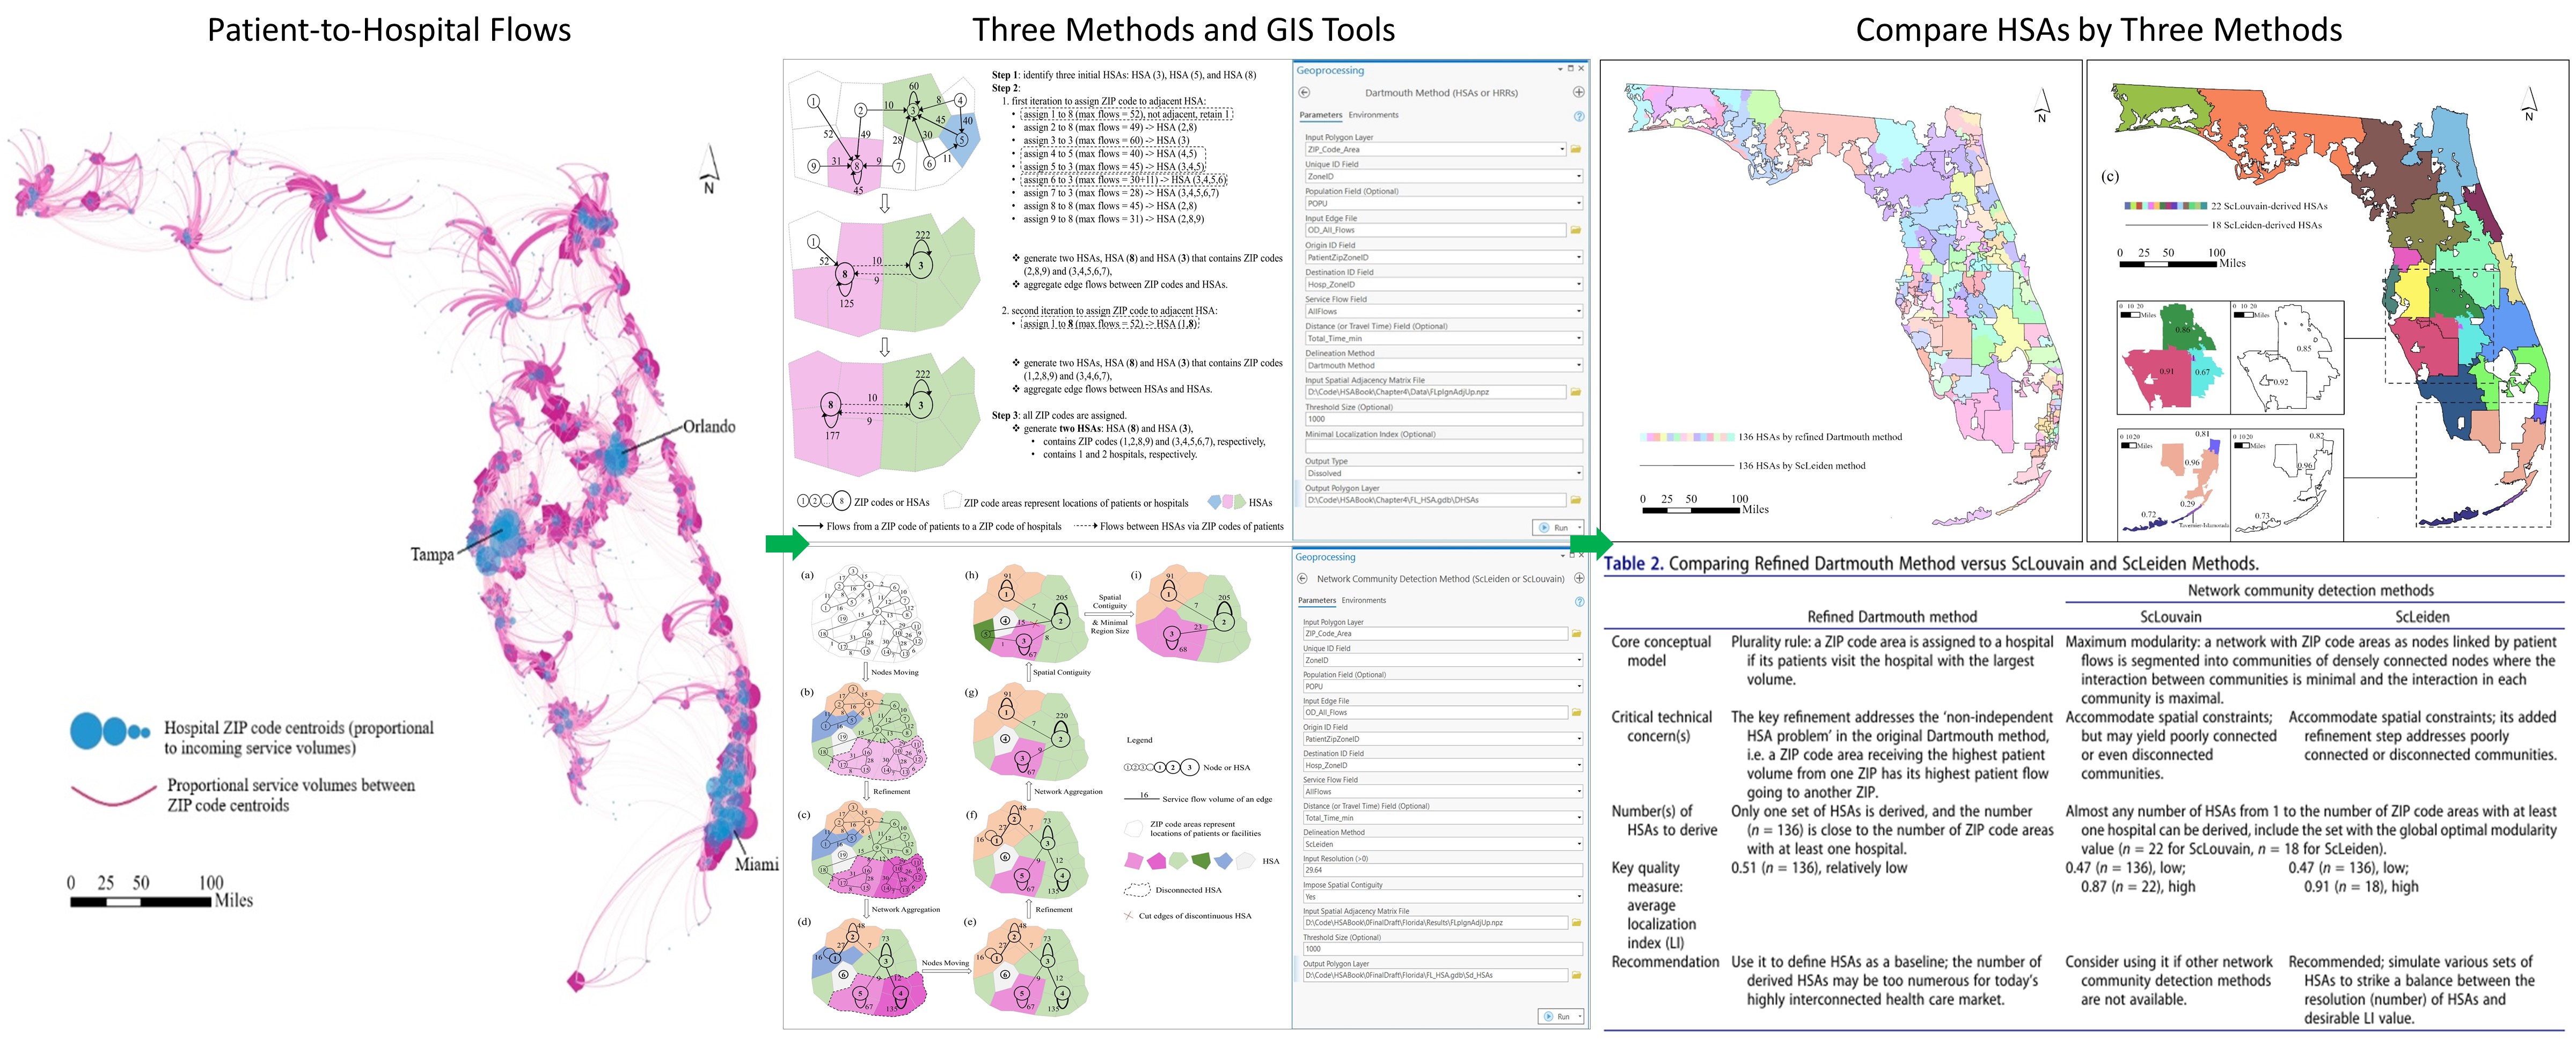 Patient-to-Hospital Flows
Three Methods and GIS Tools
Compare HSAs by Three Methods
N
Orlando
Tampa
Miami
Hospital ZIP code centroids (proportional
to incoming service volumes)
Proportional service volumes between
ZIP code centroids
0 25 50 100
Miles
Step 1: identify three initial HSAs: HSA (3), HSA (5), and HSA (8)
Step 2:
1. first iteration to assign ZIP code to adjacent HSA:
• assign 1 to 8 (max flows = 52), not adjacent, retain 1
• assign 2 to 8 (max flows = 49) -> HSA (2,8)
• assign 3 to 3 (max flows = 60) -> HSA (3)
• assign 4 to 5 (max flows = 40) -> HSA (4,5)
• assign 5 to 3 (max flows = 45) -> HSA (3,4,5)
• assign 6 to 3 (max flows = 30+11) -> HSA (3,4,5,6)
• assign 7 to 3 (max flows = 28) -> HSA (3,4,5,6,7)
• assign 8 to 8 (max flows = 45) -> HSA (2,8)
• assign 9 to 8 (max flows = 31) -> HSA (2,8,9)
❖ generate two HSAs, HSA (8) and HSA (3) that contains ZIP codes
(2,8,9) and (3,4,5,6,7),
❖ aggregate edge flows between ZIP codes and HSAs.
2. second iteration to assign ZIP code to adjacent HSA:
• assign 1 to 8 (max flows = 52) -> HSA (1,8)
❖ generate two HSAs, HSA (8) and HSA (3) that contains ZIP codes
(1,2,8,9) and (3,4,6,7),
❖ aggregate edge flows between HSAs and HSAs.
Step 3: all ZIP codes are assigned.
❖ generate two HSAs: HSA (8) and HSA (3),
• contains ZIP codes (1,2,8,9) and (3,4,5,6,7), respectively,
• contains 1 and 2 hospitals, respectively.
1 2 ... 8 ZIP codes or HSAs
ZIP code areas represent locations of patients or hospitals
HSAs
Flows from a ZIP code of patients to a ZIP code of hospitals
Flows between HSAs via ZIP codes of patients
Geoprocessing
Dartmouth Method (HSAs or HRRs)
Parameters Environments
Input Polygon Layer
ZIP_Code_Area
Unique ID Field
ZoneID
Population Field (Optional)
POPU
Input Edge File
OD_All_Flows
Origin ID Field
PatientZipZoneID
Destination ID Field
Hosp_ZoneID
Service Flow Field
AllFlows
Distance (or Travel Time) Field (Optional)
Total_Time_min
Delineation Method
Dartmouth Method
Input Spatial Adjacency Matrix File
D:\Code\HSABook\Chapter4\Data\FLplgnAdjUp.npz
Threshold Size (Optional)
1000
Minimal Localization Index (Optional)
Output Type
Dissolved
Output Polygon Layer
D:\Code\HSABook\Chapter4\FL_HSA.gdb\DHSAs
Run
(a)
Nodes Moving
(b)
Refinement
(c)
Network Aggregation
(d)
Nodes Moving
(e)
Refinement
(f)
Network Aggregation
(g)
Spatial Contiguity
(h)
Spatial
Contiguity
& Minimal
Region Size
(i)
Legend
Node or HSA
16 Service flow volume of an edge
ZIP code areas represent
locations of patients or facilities
HSA
Disconnected HSA
Cut edges of discontinuous HSA
Geoprocessing
Network Community Detection Method (ScLeiden or ScLouvain)
Parameters Environments
Input Polygon Layer
ZIP_Code_Area
Unique ID Field
ZoneID
Population Field (Optional)
POPU
Input Edge File
OD_All_Flows
Origin ID Field
PatientZipZoneID
Destination ID Field
Hosp_ZoneID
Service Flow Field
AllFlows
Distance (or Travel Time) Field (Optional)
Total_Time_min
Delineation Method
ScLeiden
Input Resolution (>0)
29.64
Impose Spatial Contiguity
Yes
Input Spatial Adjacency Matrix File
D:\Code\HSABook\0FinalDraft\Florida\Results\FLplgnAdjUp.npz
Threshold Size (Optional)
1000
Output Polygon Layer
D:\Code\HSABook\0FinalDraft\Florida\FL_HSA.gdb\Sd_HSAs
Run
N
136 HSAs by refined Dartmouth method
136 HSAs by ScLeiden method
0 25 50 100
Miles
N
(c)
22 ScLouvain-derived HSAs
18 ScLeiden-derived HSAs
0 25 50 100
Miles
0 10 20
Miles
0.86
0.91
0.67
0 10 20
Miles
0.85
0.92
0 10 20
Miles
0.81
0.96
0.29
0.72
0 10 20
Miles
0.82
0.96
0.73
Table 2. Comparing Refined Dartmouth Method versus ScLouvain and ScLeiden Methods.
Network community detection methods
Refined Dartmouth method ScLouvain ScLeiden
Core conceptual
model
Plurality rule: a ZIP code area is assigned to a hospital
if its patients visit the hospital with the largest
volume.
Maximum modularity: a network with ZIP code areas as nodes linked by patient
flows is segmented into communities of densely connected nodes where the
interaction between communities is minimal and the interaction in each
community is maximal.
Critical technical
concern(s)
The key refinement addresses the 'non-independent
HSA problem' in the original Dartmouth method,
i.e. a ZIP code area receiving the highest patient
volume from one ZIP has its highest patient flow
going to another ZIP.
Accommodate spatial constraints;
but may yield poorly connected
or even disconnected
communities.
Accommodate spatial constraints; its added
refinement step addresses poorly
connected or disconnected communities.
Number(s) of
HSAs to derive
Only one set of HSAs is derived, and the number
(n = 136) is close to the number of ZIP code areas
with at least one hospital.
Almost any number of HSAs from 1 to the number of ZIP code areas with at least
one hospital can be derived, include the set with the global optimal modularity
value (n = 22 for ScLouvain, n = 18 for ScLeiden).
Key quality
measure:
average
localization
index (LI)
0.51 (n = 136), relatively low
0.47 (n = 136), low;
0.87 (n = 22), high
0.47 (n = 136), low;
0.91 (n = 18), high
Recommendation
Use it to define HSAs as a baseline; the number of
derived HSAs may be too numerous for today's
highly interconnected health care market.
Consider using it if other network
community detection methods
are not available.
Recommended; simulate various sets of
HSAs to strike a balance between the
resolution (number) of HSAs and
desirable LI value.